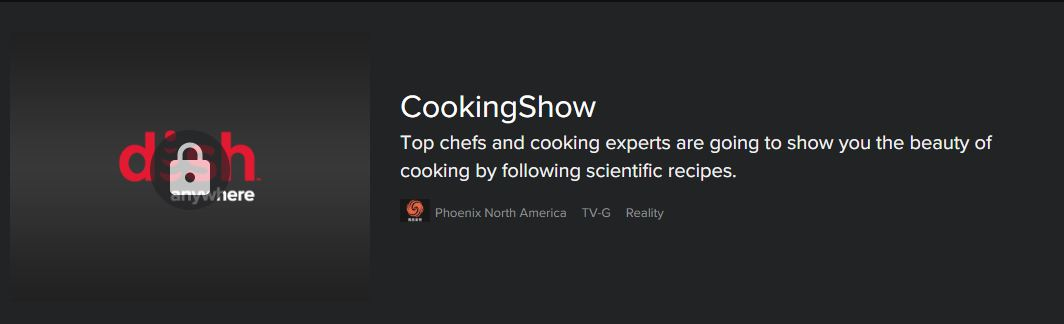 dish
anywhere
CookingShow
Top chefs and cooking experts are going to show you the beauty of
cooking by following scientific recipes.
Phoenix North America TV-G Reality